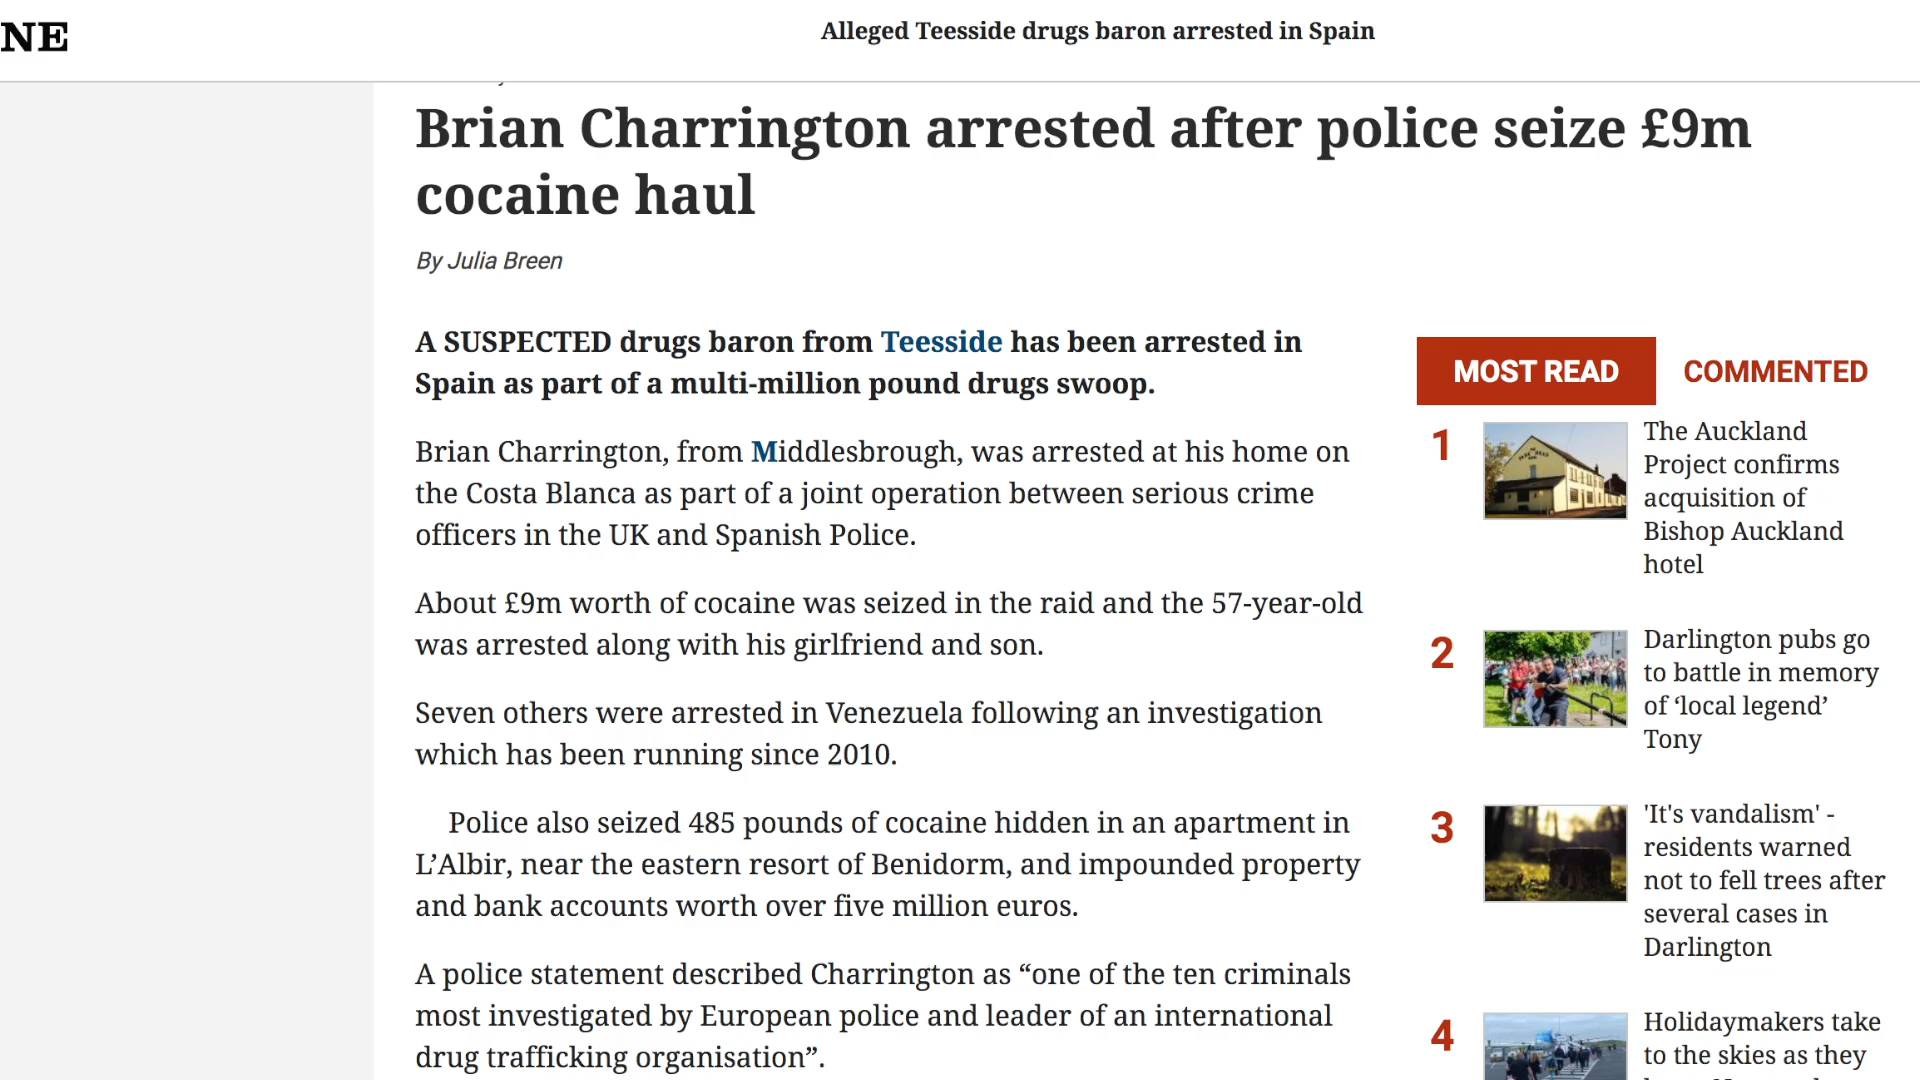 NE
Alleged Teesside drugs baron arrested in Spain
Brian Charrington arrested after police seize £9m
cocaine haul
By Julia Breen
A SUSPECTED drugs baron from Teesside has been arrested in
Spain as part of a multi-million pound drugs swoop.
Brian Charrington, from Middlesbrough, was arrested at his home on
the Costa Blanca as part of a joint operation between serious crime
officers in the UK and Spanish Police.
About £9m worth of cocaine was seized in the raid and the 57-year-old
was arrested along with his girlfriend and son.
Seven others were arrested in Venezuela following an investigation
which has been running since 2010.
Police also seized 485 pounds of cocaine hidden in an apartment in
L’Albir, near the eastern resort of Benidorm, and impounded property
and bank accounts worth over five million euros.
A police statement described Charrington as “one of the ten criminals
most investigated by European police and leader of an international
drug trafficking organisation”.
MOST READ
COMMENTED
1
The Auckland
Project confirms
acquisition of
Bishop Auckland
hotel
2
Darlington pubs go
to battle in memory
of ‘local legend’
Tony
3
'It's vandalism' -
residents warned
not to fell trees after
several cases in
Darlington
4
Holidaymakers take
to the skies as they